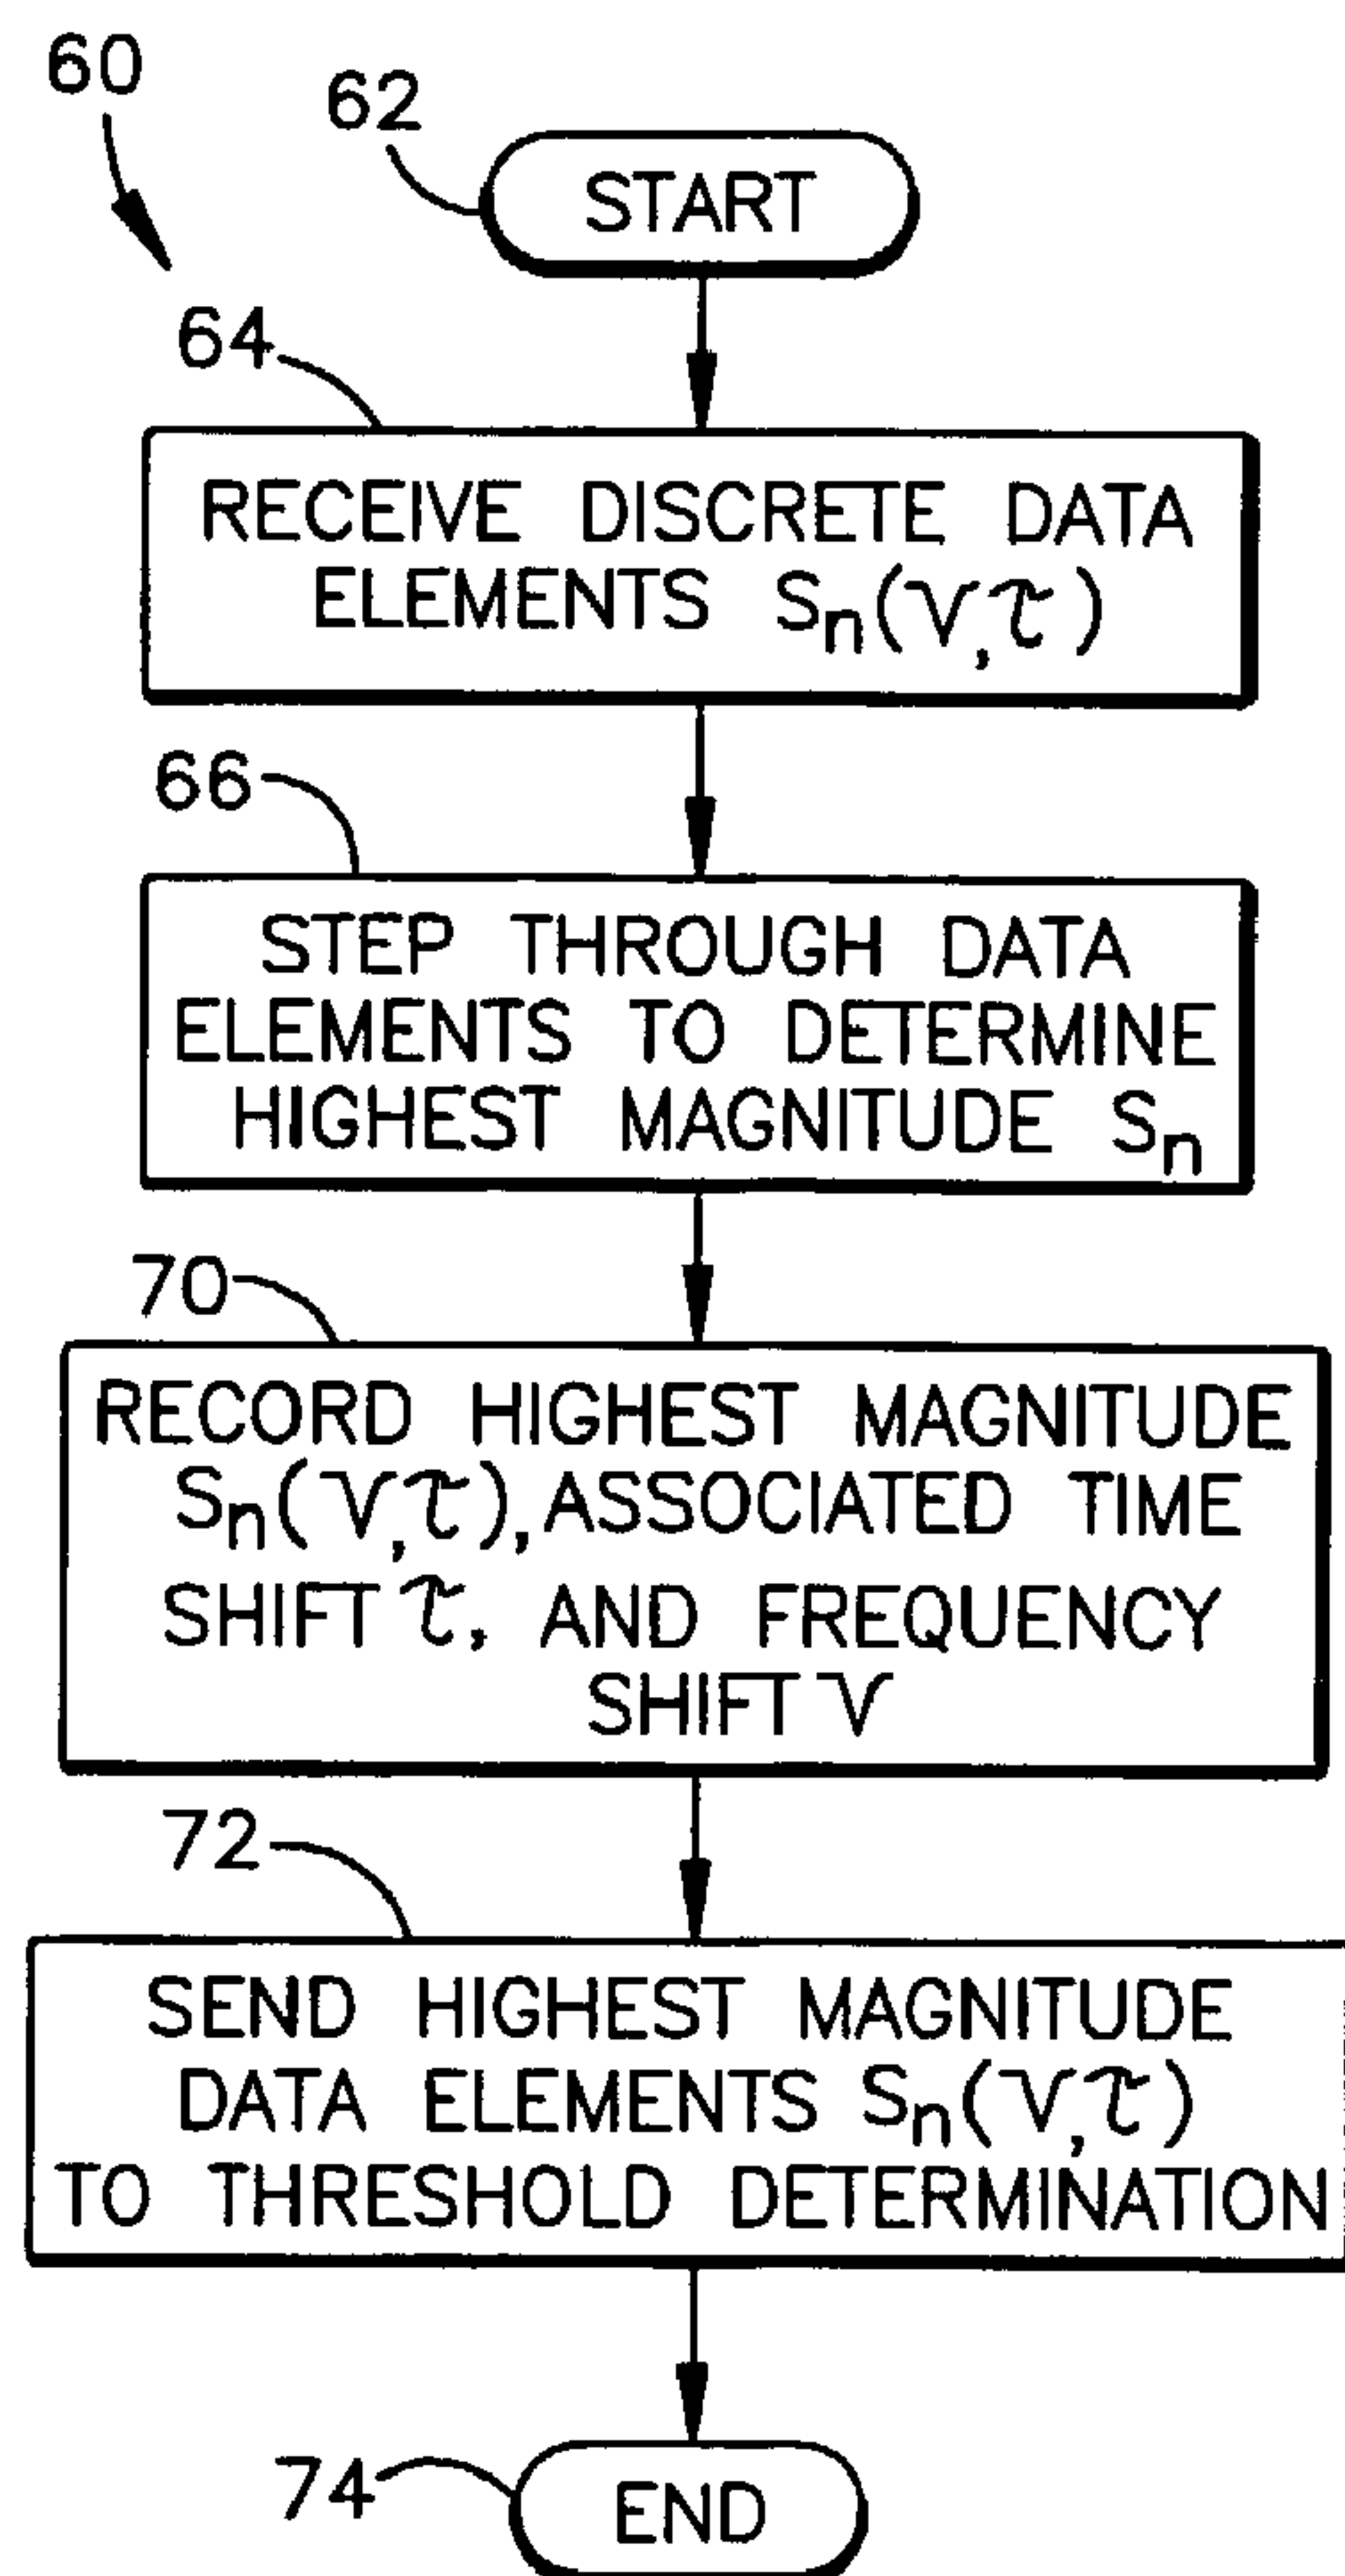 60
62
START
64
RECEIVE DISCRETE DATA
ELEMENTS Sn(ν,τ)
66
STEP THROUGH DATA
ELEMENTS TO DETERMINE
HIGHEST MAGNITUDE Sn
70
RECORD HIGHEST MAGNITUDE
Sn(ν,τ), ASSOCIATED TIME
SHIFT τ, AND FREQUENCY
SHIFT ν
72
SEND HIGHEST MAGNITUDE
DATA ELEMENTS Sn(ν,τ)
TO THRESHOLD DETERMINATION
74
END